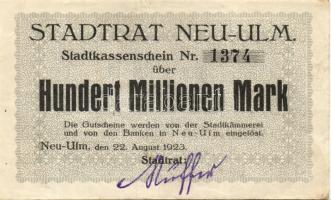 STADTRAT NEU-ULM.
Stadtkassenschein Nr. 1374
über
Hundert Millionen Mark
Die Gutscheine werden von der Stadtkämmerei
und von den Banken in Neu-Ulm eingelöst.
Neu-Ulm, den 22. August 1923.
Stadtrat: